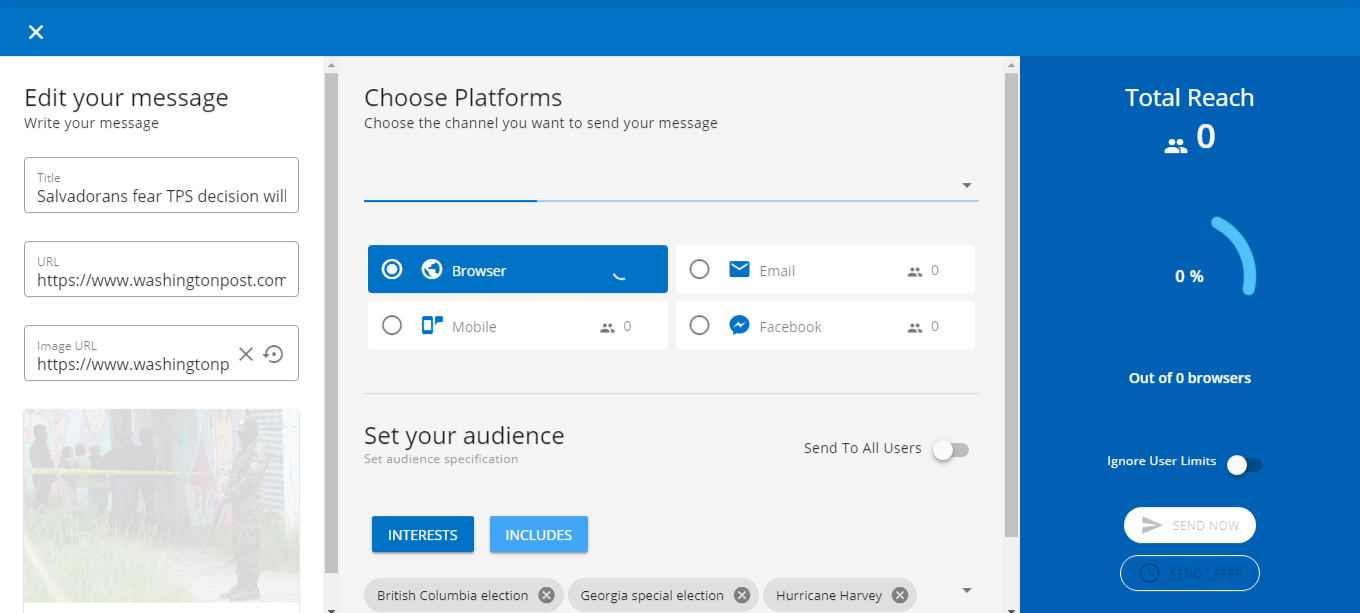 Edit your message
Write your message
Title
Salvadorans fear TPS decision will
URL
https://www.washingtonpost.com
Image URL
https://www.washingtonp
Choose Platforms
Choose the channel you want to send your message
Browser
Email
0
Mobile
0
Facebook
0
Set your audience
Set audience specification
Send To All Users
INTERESTS
INCLUDES
British Columbia election
Georgia special election
Hurricane Harvey
Total Reach
0
0 %
Out of 0 browsers
Ignore User Limits
SEND NOW
SEND LATER